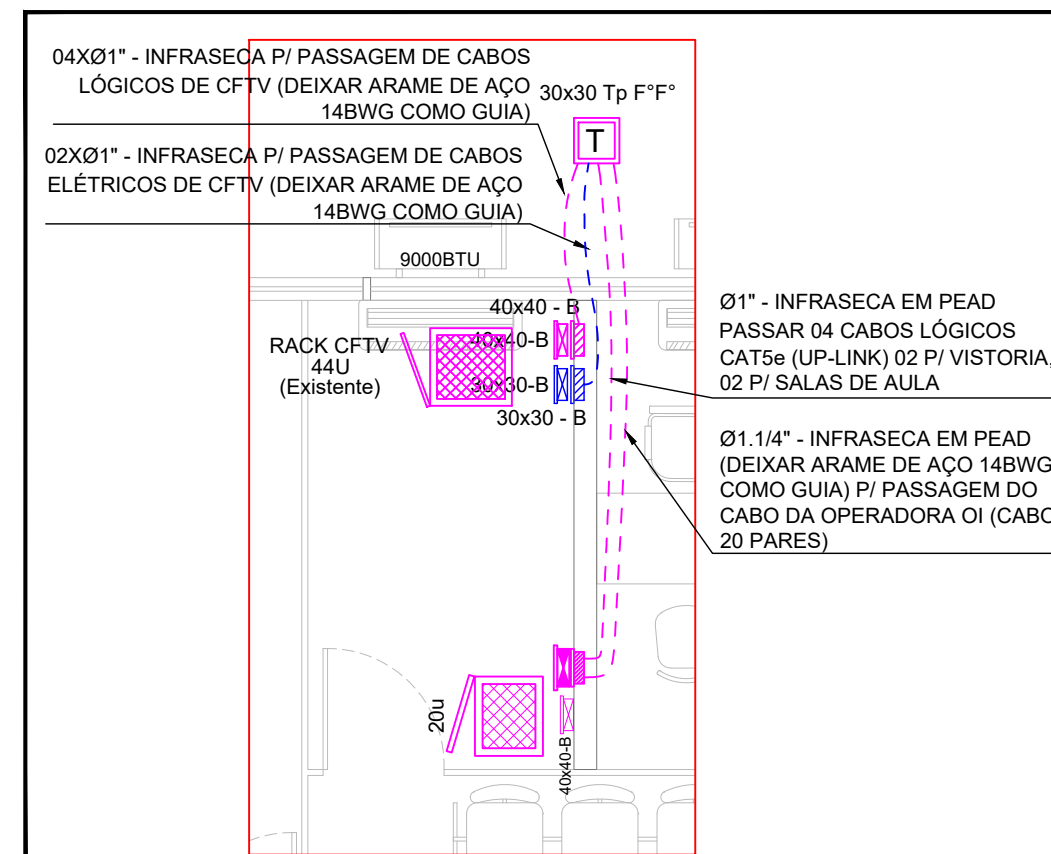 04XØ1" - INFRASECA P/ PASSAGEM DE CABOS
LÓGICOS DE CFTV (DEIXAR ARAME DE AÇO
14BWG COMO GUIA)
30x30 Tp F°F°
T
02XØ1" - INFRASECA P/ PASSAGEM DE CABOS
ELÉTRICOS DE CFTV (DEIXAR ARAME DE AÇO
14BWG COMO GUIA)
9000BTU
40x40 - B
40x40-B
RACK CFTV
44U
(Existente)
30x30-B
30x30 - B
Ø1" - INFRASECA EM PEAD
PASSAR 04 CABOS LÓGICOS
CAT5e (UP-LINK) 02 P/ VISTORIA,
02 P/ SALAS DE AULA
Ø1.1/4" - INFRASECA EM PEAD
(DEIXAR ARAME DE AÇO 14BWG
COMO GUIA) P/ PASSAGEM DO
CABO DA OPERADORA OI (CABO
20 PARES)
20u
40x40-B